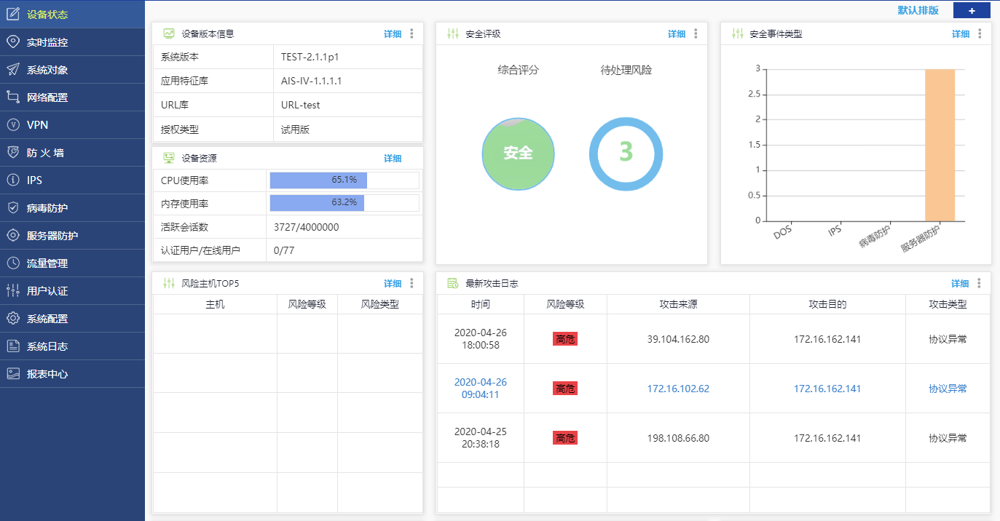 设备状态
实时监控
系统对象
网络配置
VPN
防 火 墙
IPS
病毒防护
服务器防护
流量管理
用户认证
系统配置
系统日志
报表中心
默认排版 +
设备版本信息 详细
系统版本 TEST-2.1.1p1
应用特征库 AIS-IV-1.1.1.1
URL库 URL-test
授权类型 试用版
设备资源 详细
CPU使用率 65.1%
内存使用率 63.2%
活跃会话数 3727/4000000
认证用户/在线用户 0/77
安全评级 详细
综合评分 待处理风险
安全 3
安全事件类型 详细
3
2.5
2
1.5
1
0.5
0
DOS IPS 病毒防护 服务器防护
风险主机TOP5 详细
主机 风险等级 风险类型
最新攻击日志 详细
时间 风险等级 攻击来源 攻击目的 攻击类型
2020-04-26
18:00:58 高危 39.104.162.80 172.16.162.141 协议异常
2020-04-26
09:04:11 高危 172.16.102.62 172.16.162.141 协议异常
2020-04-25
20:38:18 高危 198.108.66.80 172.16.162.141 协议异常